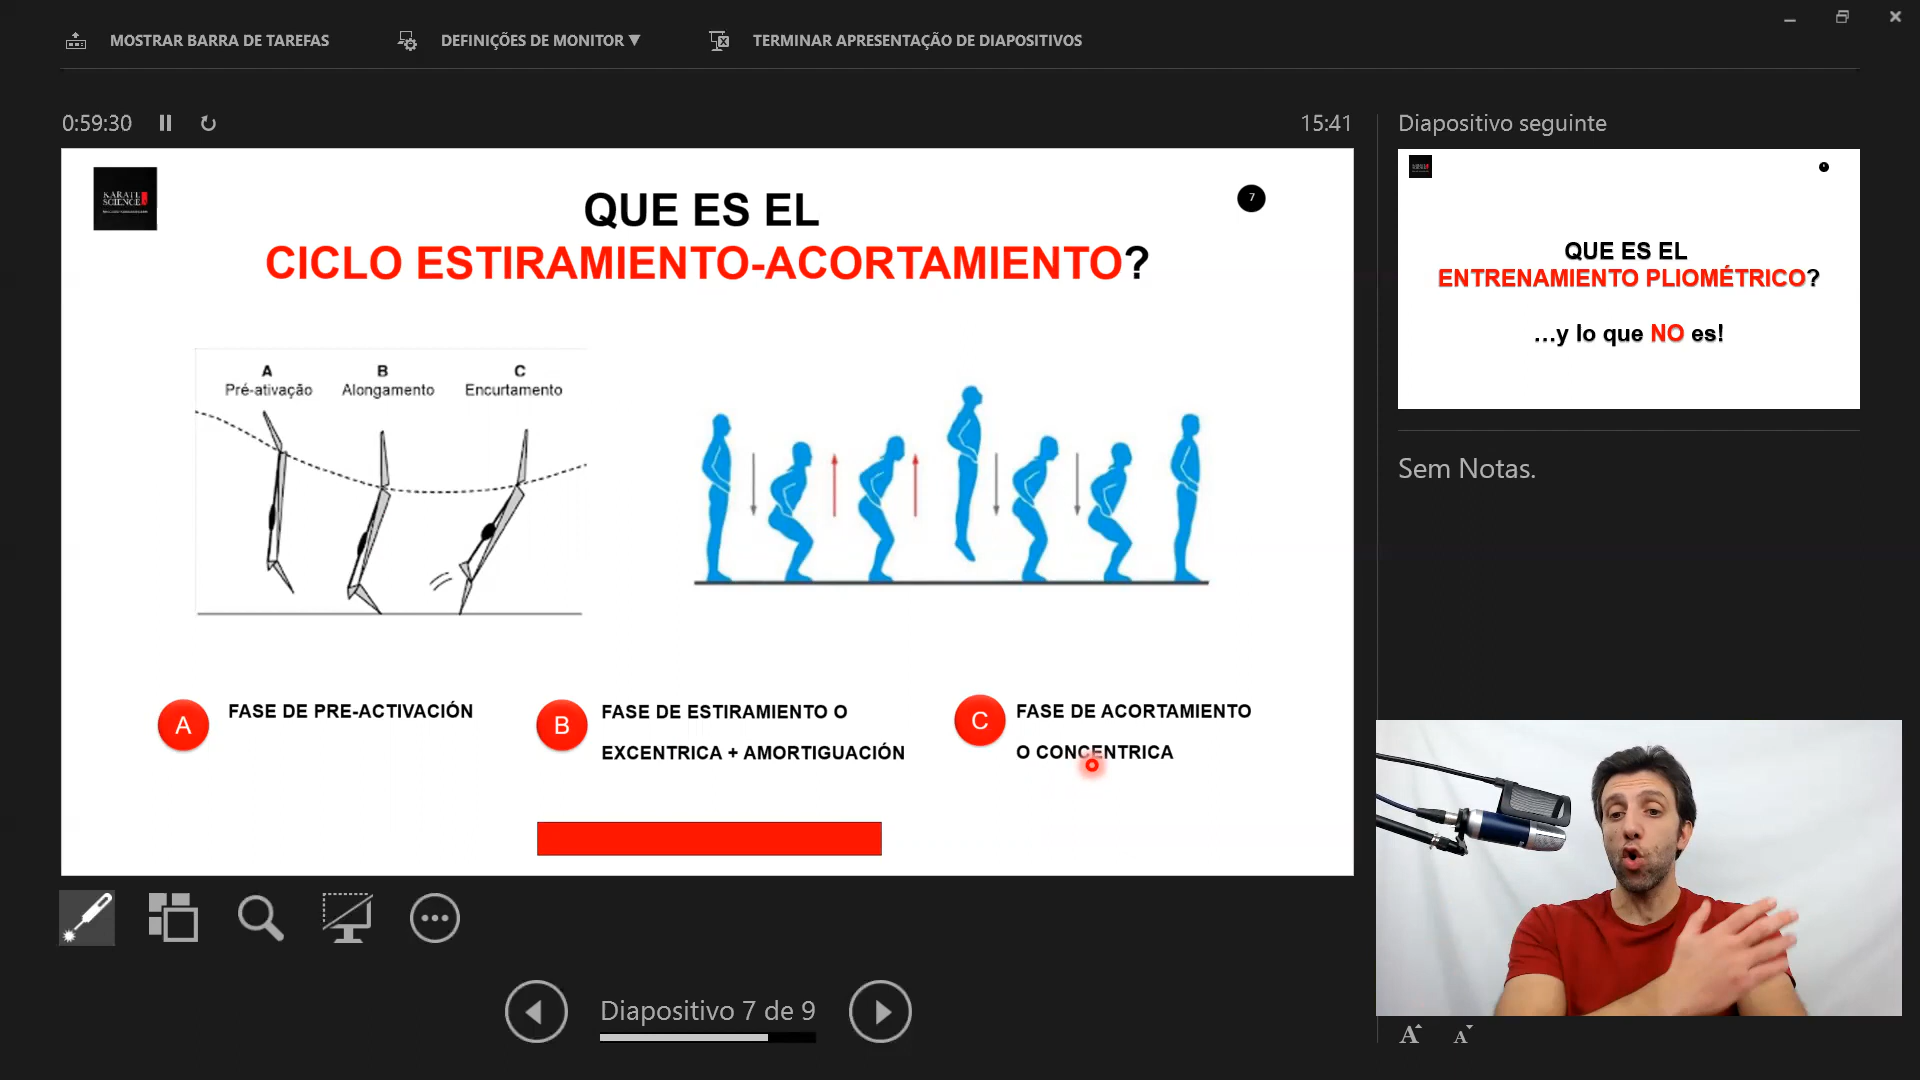 MOSTRAR BARRA DE TAREFAS
DEFINIÇÕES DE MONITOR ▼
TERMINAR APRESENTAÇÃO DE DIAPOSITIVOS
0:59:30
15:41
Diapositivo seguinte
KARATE
SCIENCE
7
QUE ES EL
CICLO ESTIRAMIENTO-ACORTAMIENTO?
A
Pré-ativação
B
Alongamento
C
Encurtamento
A
FASE DE PRE-ACTIVACIÓN
B
FASE DE ESTIRAMIENTO O
EXCENTRICA + AMORTIGUACIÓN
C
FASE DE ACORTAMIENTO
O CONCENTRICA
QUE ES EL
ENTRENAMIENTO PLIOMÉTRICO?
...y lo que NO es!
Sem Notas.
Diapositivo 7 de 9
A
A